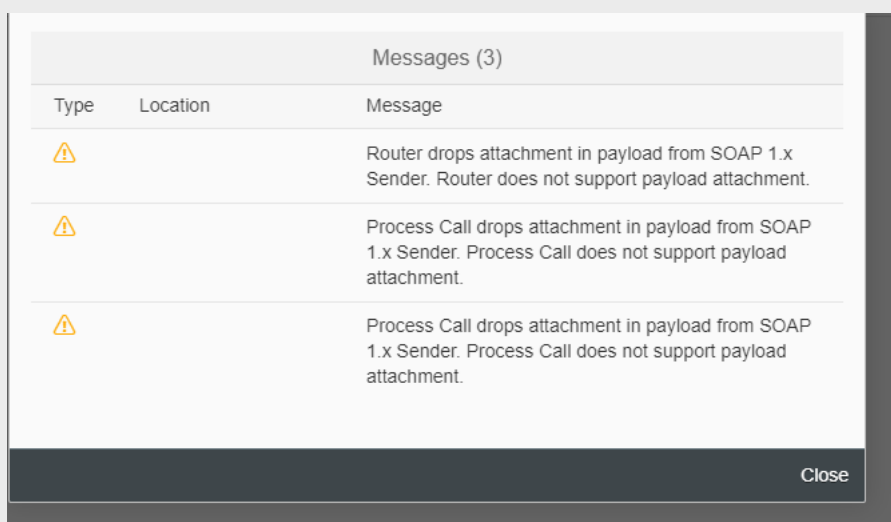 Messages (3)
Type Location Message
Router drops attachment in payload from SOAP 1.x
Sender. Router does not support payload attachment.
Process Call drops attachment in payload from SOAP
1.x Sender. Process Call does not support payload
attachment.
Process Call drops attachment in payload from SOAP
1.x Sender. Process Call does not support payload
attachment.
Close